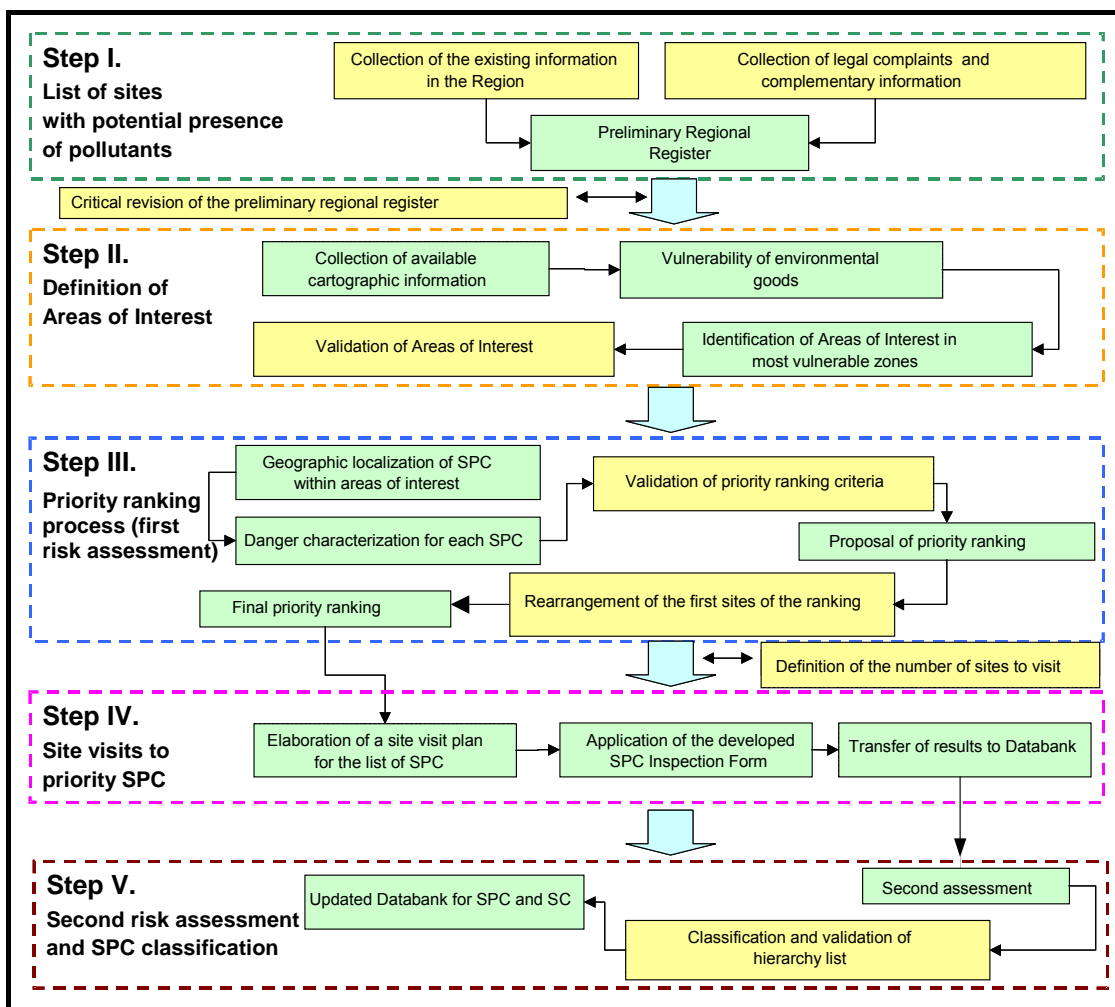 Step I.
List of sites
with potential presence
of pollutants
Collection of the existing information
in the Region
Collection of legal complaints and
complementary information
Preliminary Regional
Register
Critical revision of the preliminary regional register
Step II.
Definition of
Areas of Interest
Collection of available
cartographic information
Vulnerability of environmental
goods
Validation of Areas of Interest
Identification of Areas of Interest in
most vulnerable zones
Step III.
Priority ranking
process (first
risk assessment)
Geographic localization of SPC
within areas of interest
Danger characterization for each SPC
Validation of priority ranking criteria
Proposal of priority ranking
Rearrangement of the first sites of the ranking
Final priority ranking
Definition of the number of sites to visit
Step IV.
Site visits to
priority SPC
Elaboration of a site visit plan
for the list of SPC
Application of the developed
SPC Inspection Form
Transfer of results to Databank
Step V.
Second risk assessment
and SPC classification
Updated Databank for SPC and SC
Second assessment
Classification and validation of
hierarchy list